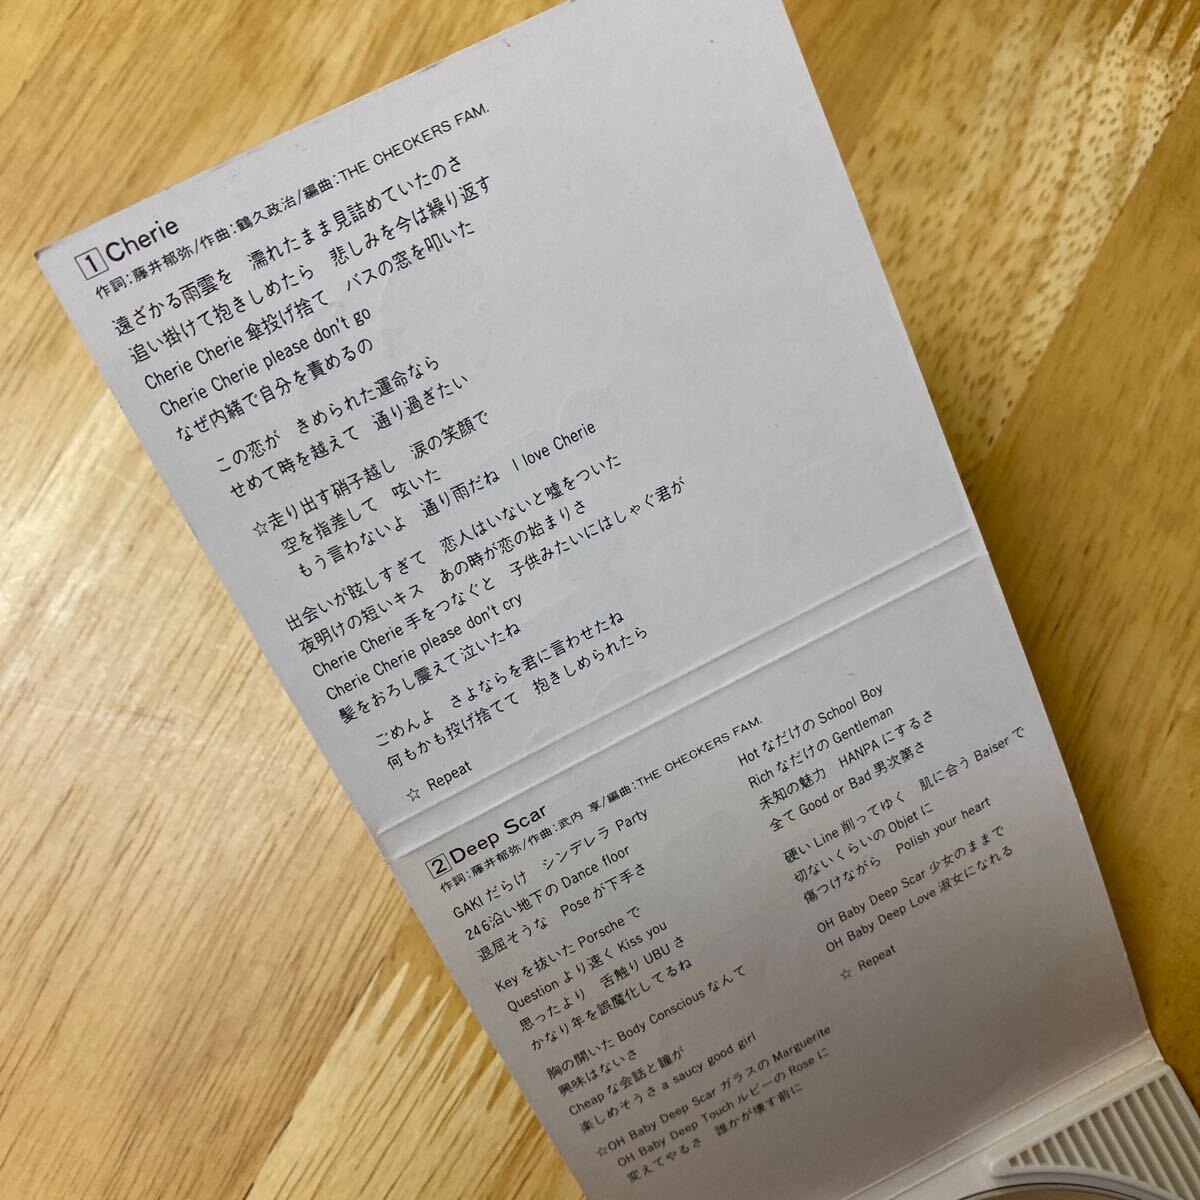 1 Cherie
作詞:藤井郁弥/作曲:鶴久政治/編曲:THE CHECKERS FAM.
遠ざかる雨雲を 濡れたまま見詰めていたのさ
追い掛けて抱きしめたら 悲しみを今は繰り返す
Cherie Cherie 傘投げ捨て バスの窓を叩いた
Cherie Cherie please don't go
なぜ内緒で自分を責めるの
この恋が きめられた運命なら
せめて時を越えて 通り過ぎたい
☆走り出す硝子越し 涙の笑顔で
空を指差して 呟いた
もう言わないよ 通り雨だね I love Cherie
出会いが眩しすぎて 恋人はいないと嘘をついた
夜明けの短いキス あの時が恋の始まりさ
Cherie Cherie 手をつなぐと 子供みたいにはしゃぐ君が
Cherie Cherie please don't cry
髪をおろし震えて泣いたね
ごめんよ さよならを君に言わせたね
何もかも投げ捨てて 抱きしめられたら
☆ Repeat
2 Deep Scar
作詞:藤井郁弥/作曲:武内 享/編曲:THE CHECKERS FAM.
GAKI だらけ シンデレラ Party
246沿い地下の Dance floor
退屈そうな Pose が下手さ
Key を抜いた Porsche で
Question より速く Kiss you
思ったより 舌触り UBU さ
かなり年を誤魔化してるね
胸の開いた Body Conscious なんて
興味はないさ
Cheap な会話と瞳が
楽しめそうさ a saucy good girl
☆OH Baby Deep Scar ガラスの Marguerite
OH Baby Deep Touch ルビーの Rose に
変えてやるさ 誰かが壊す前に
Hot なだけの School Boy
Rich なだけの Gentleman
未知の魅力 HANPA にするさ
全て Good or Bad 男次第さ
硬い Line 削ってゆく 肌に合う Baiser で
切ないくらいの Objet に
傷つけながら Polish your heart
OH Baby Deep Scar 少女のままで
OH Baby Deep Love 淑女になれる
☆ Repeat